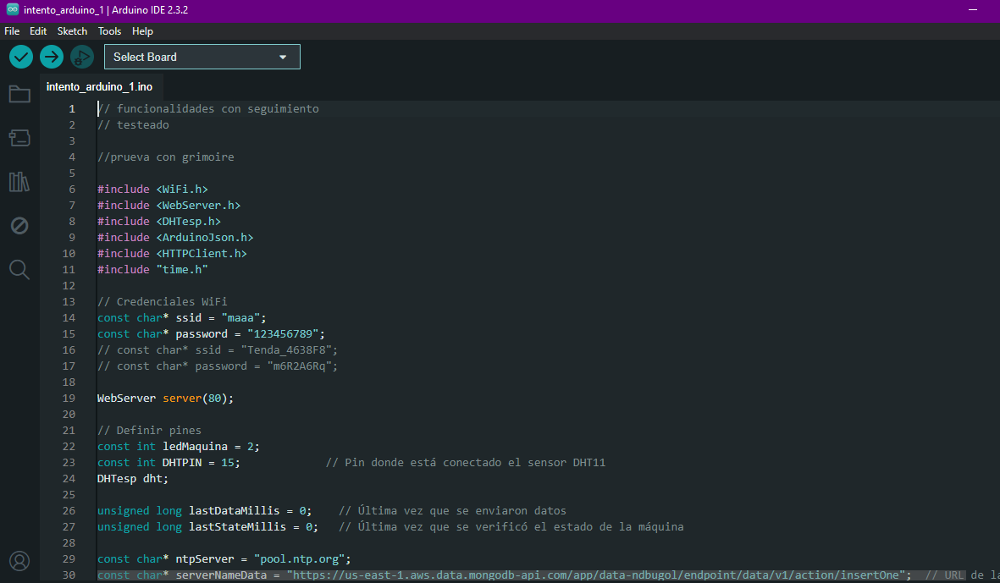 intento_arduino_1 | Arduino IDE 2.3.2
File Edit Sketch Tools Help
Select Board
intento_arduino_1.ino
1 // funcionalidades con seguimiento
2 // testeado
3
4 //prueva con grimoire
5
6 #include <WiFi.h>
7 #include <WebServer.h>
8 #include <DHTesp.h>
9 #include <ArduinoJson.h>
10 #include <HTTPClient.h>
11 #include "time.h"
12
13 // Credenciales WiFi
14 const char* ssid = "maaa";
15 const char* password = "123456789";
16 // const char* ssid = "Tenda_4638F8";
17 // const char* password = "m6R2A6Rq";
18
19 WebServer server(80);
20
21 // Definir pines
22 const int ledMaquina = 2;
23 const int DHTPIN = 15; // Pin donde está conectado el sensor DHT11
24 DHTesp dht;
25
26 unsigned long lastDataMillis = 0; // Última vez que se enviaron datos
27 unsigned long lastStateMillis = 0; // Última vez que se verificó el estado de la máquina
28
29 const char* ntpServer = "pool.ntp.org";
30 const char* serverNameData = "https://us-east-1.aws.data.mongodb-api.com/app/data-ndbugol/endpoint/data/v1/action/insertOne"; // URL de la